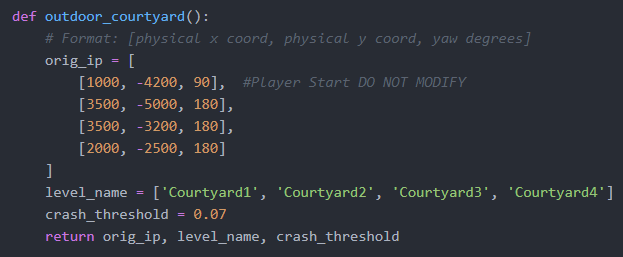 def outdoor_courtyard():
    # Format: [physical x coord, physical y coord, yaw degrees]
    orig_ip = [
        [1000, -4200, 90],  #Player Start DO NOT MODIFY
        [3500, -5000, 180],
        [3500, -3200, 180],
        [2000, -2500, 180]
    ]
    level_name = ['Courtyard1', 'Courtyard2', 'Courtyard3', 'Courtyard4']
    crash_threshold = 0.07
    return orig_ip, level_name, crash_threshold